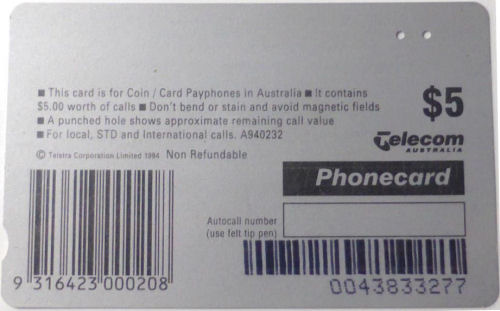 ■ This card is for Coin / Card Payphones in Australia ■ It contains
$5.00 worth of calls ■ Don't bend or stain and avoid magnetic fields
■ A punched hole shows approximate remaining call value
■ For local, STD and International calls. A940232
© Telstra Corporation Limited 1994 Non Refundable
$5
Telecom
AUSTRALIA
Phonecard
Autocall number
(use felt tip pen)
9 316423 000208
0043833277